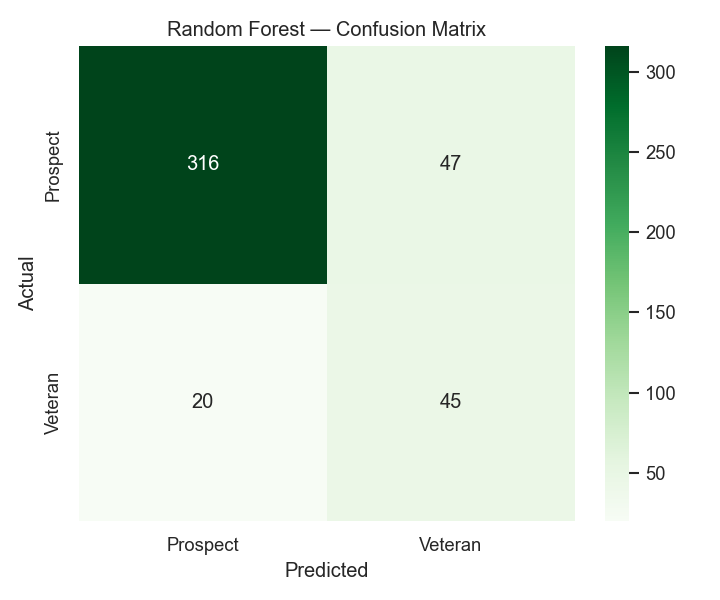 Random Forest — Confusion Matrix
Actual
Prospect
316
47
Veteran
20
45
Prospect
Veteran
Predicted
300
250
200
150
100
50